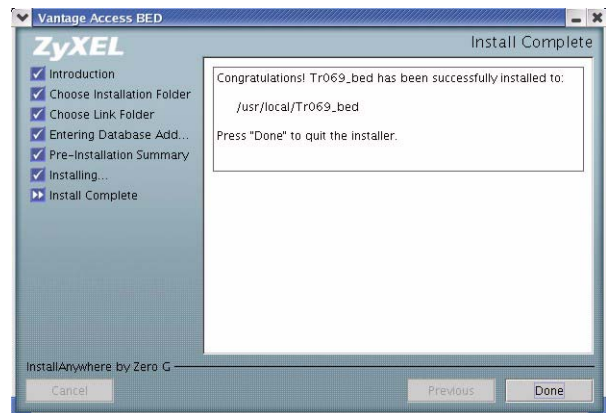 Vantage Access BED
ZyXEL
Install Complete
Introduction
Choose Installation Folder
Choose Link Folder
Entering Database Add...
Pre-Installation Summary
Installing...
Install Complete
Congratulations! Tr069_bed has been successfully installed to:
/usr/local/Tr069_bed
Press "Done" to quit the installer.
InstallAnywhere by Zero G
Cancel
Previous
Done